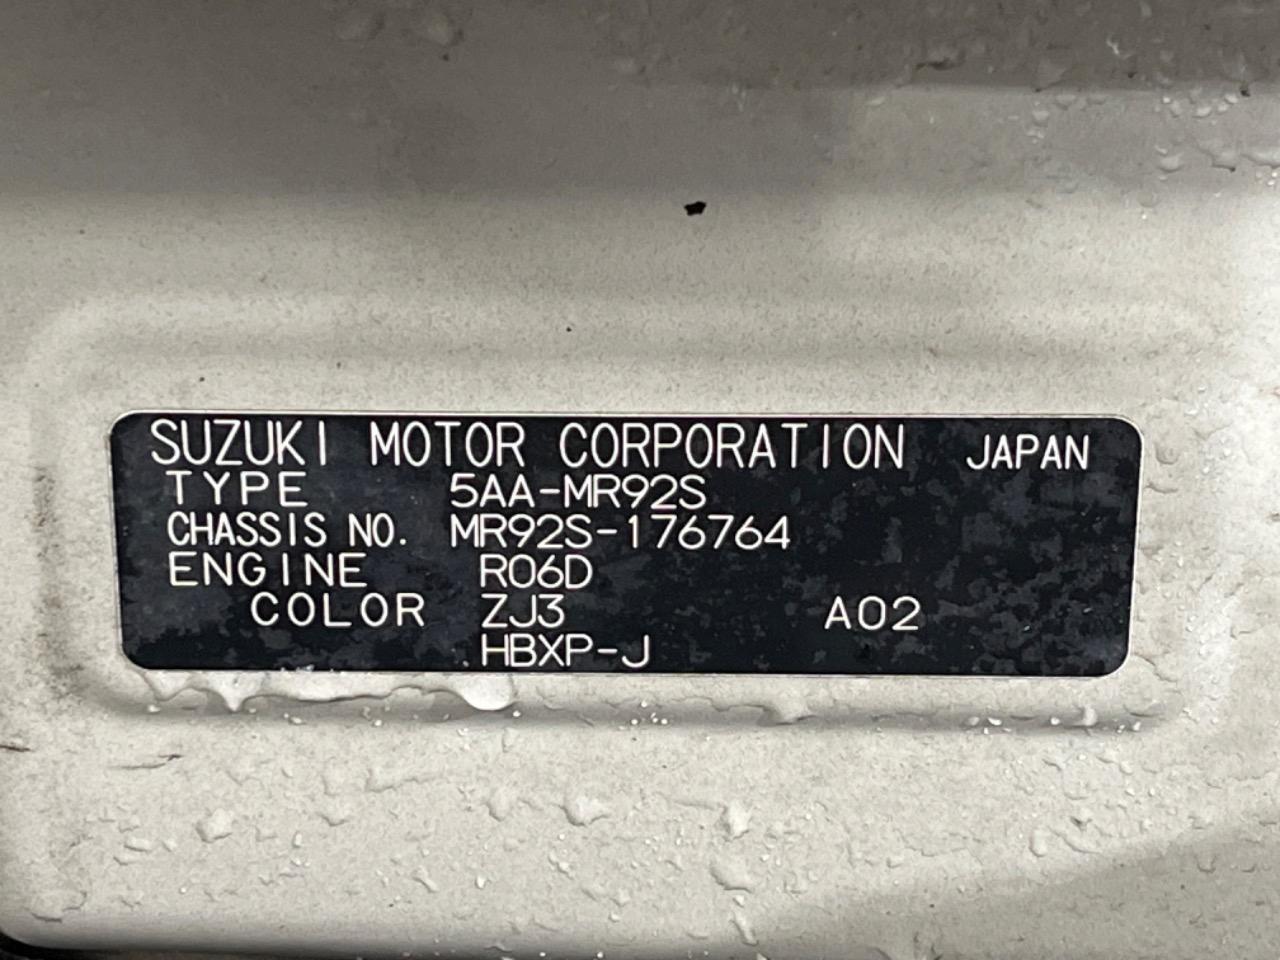 SUZUKI MOTOR CORPORATION JAPAN
TYPE 5AA-MR92S
CHASSIS NO. MR92S-176764
ENGINE R06D
COLOR ZJ3 A02
HBXP-J